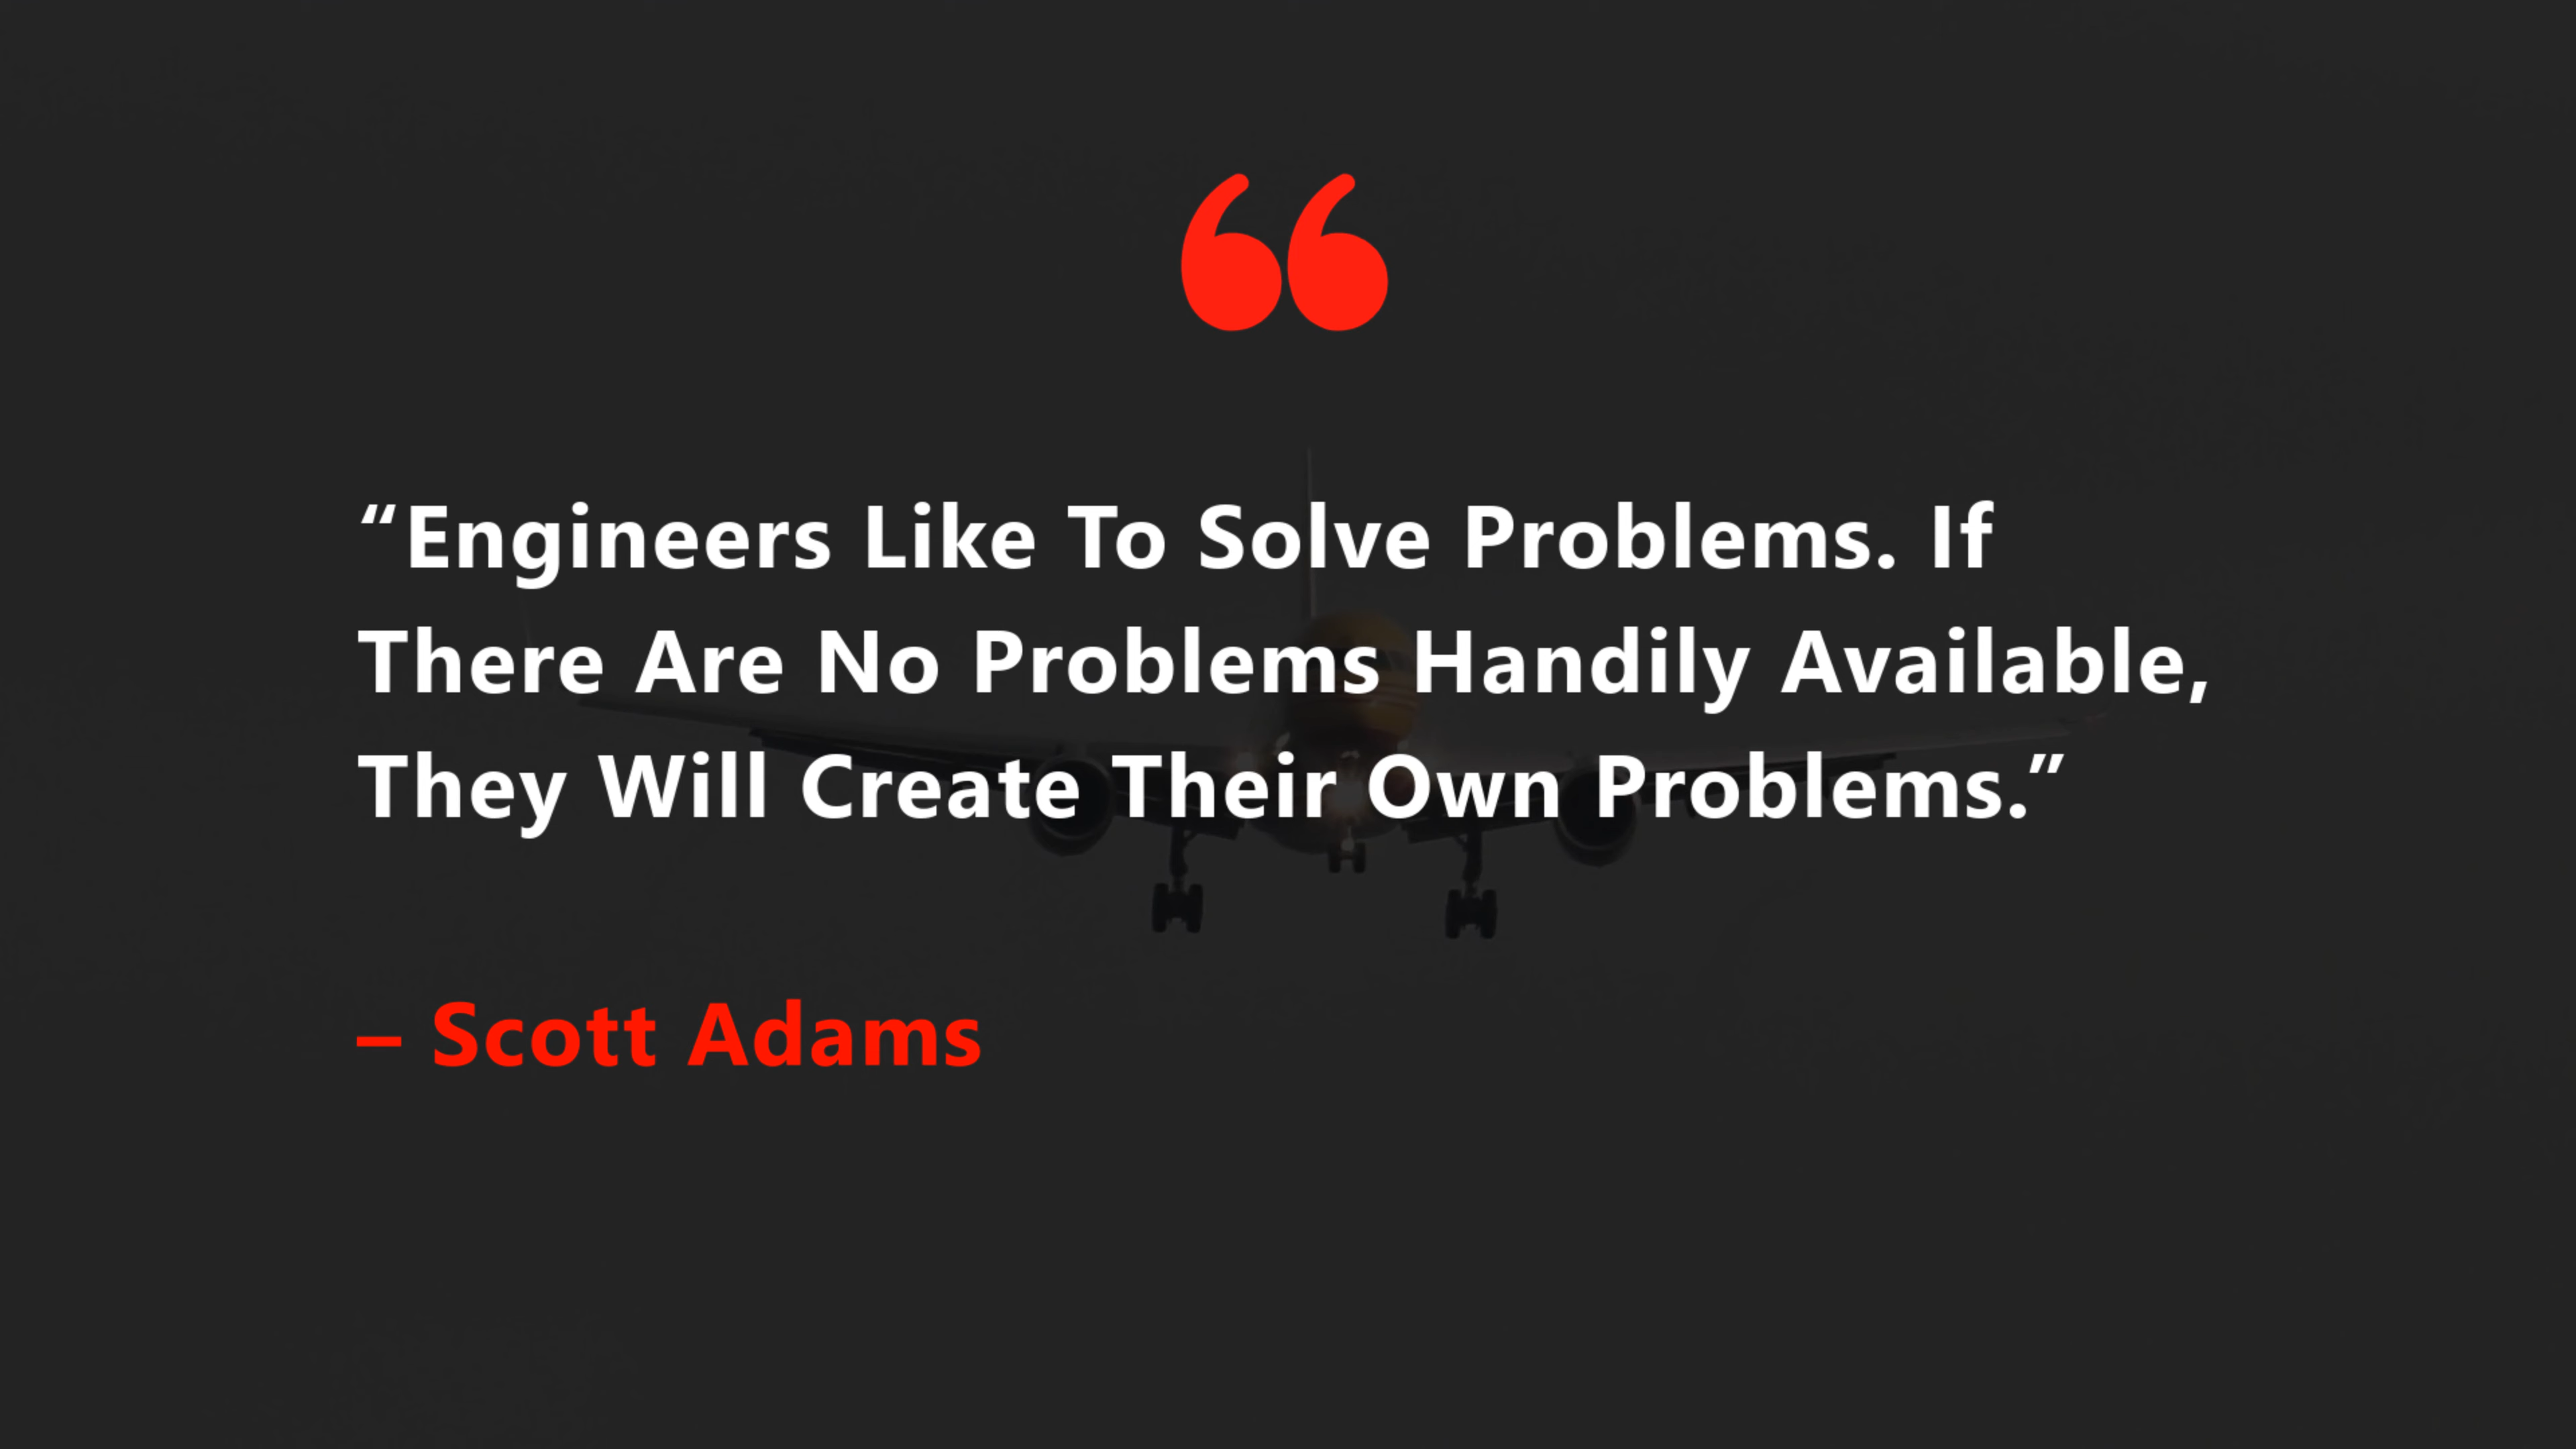 “Engineers Like To Solve Problems. If
There Are No Problems Handily Available,
They Will Create Their Own Problems.”
– Scott Adams